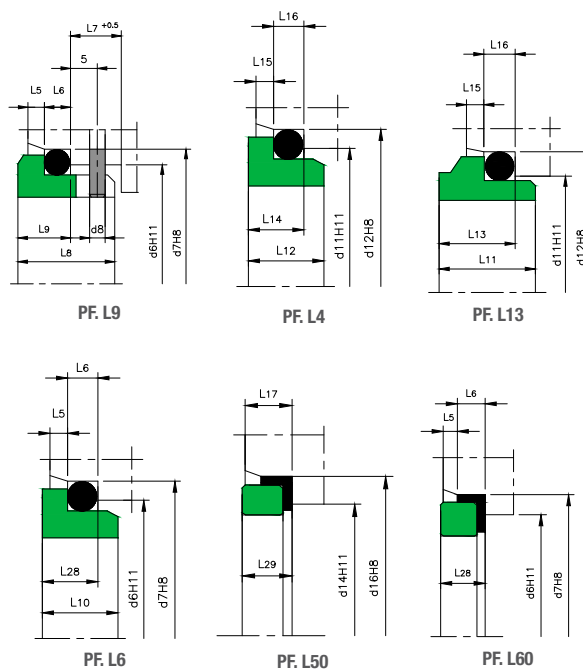 L7 +0.5
5
L5 L6
L9 d8
L8
d6H11
d7H8
PF. L9
L16
L15
L14
L12
d11H11
d12H8
PF. L4
L16
L15
L13
L11
d11H11
d12H8
PF. L13
L6
L5
L28
L10
d6H11
d7H8
PF. L6
L17
L29
d14H11
d16H8
PF. L50
L6
L5
L28
d6H11
d7H8
PF. L60